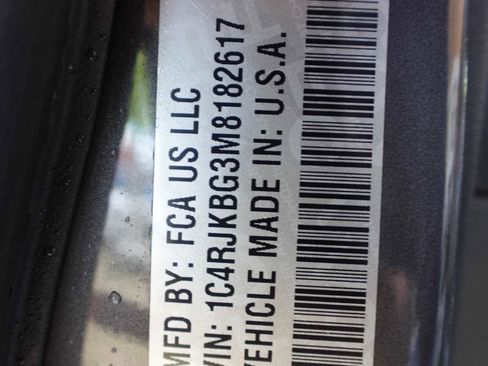 MFD BY: FCA US LLC
VIN: 1C4RJKBG3M8182617
VEHICLE MADE IN: U.S.A.